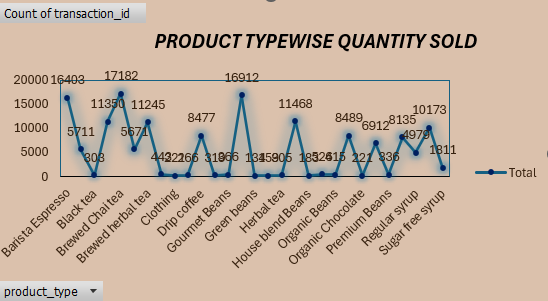 Count of transaction_id
PRODUCT TYPEWISE QUANTITY SOLD
20000
15000
10000
5000
0
16403
5711
303
11350
17182
5671
11245
442
8477
16912
11468
8489
221
6912
336
8135
4979
10173
1811
Total
Barista Espresso
Black tea
Brewed Chai tea
Brewed herbal tea
Clothing
Drip coffee
Gourmet Beans
Green beans
Herbal tea
House blend Beans
Organic Beans
Organic Chocolate
Premium Beans
Regular syrup
Sugar free syrup
product_type